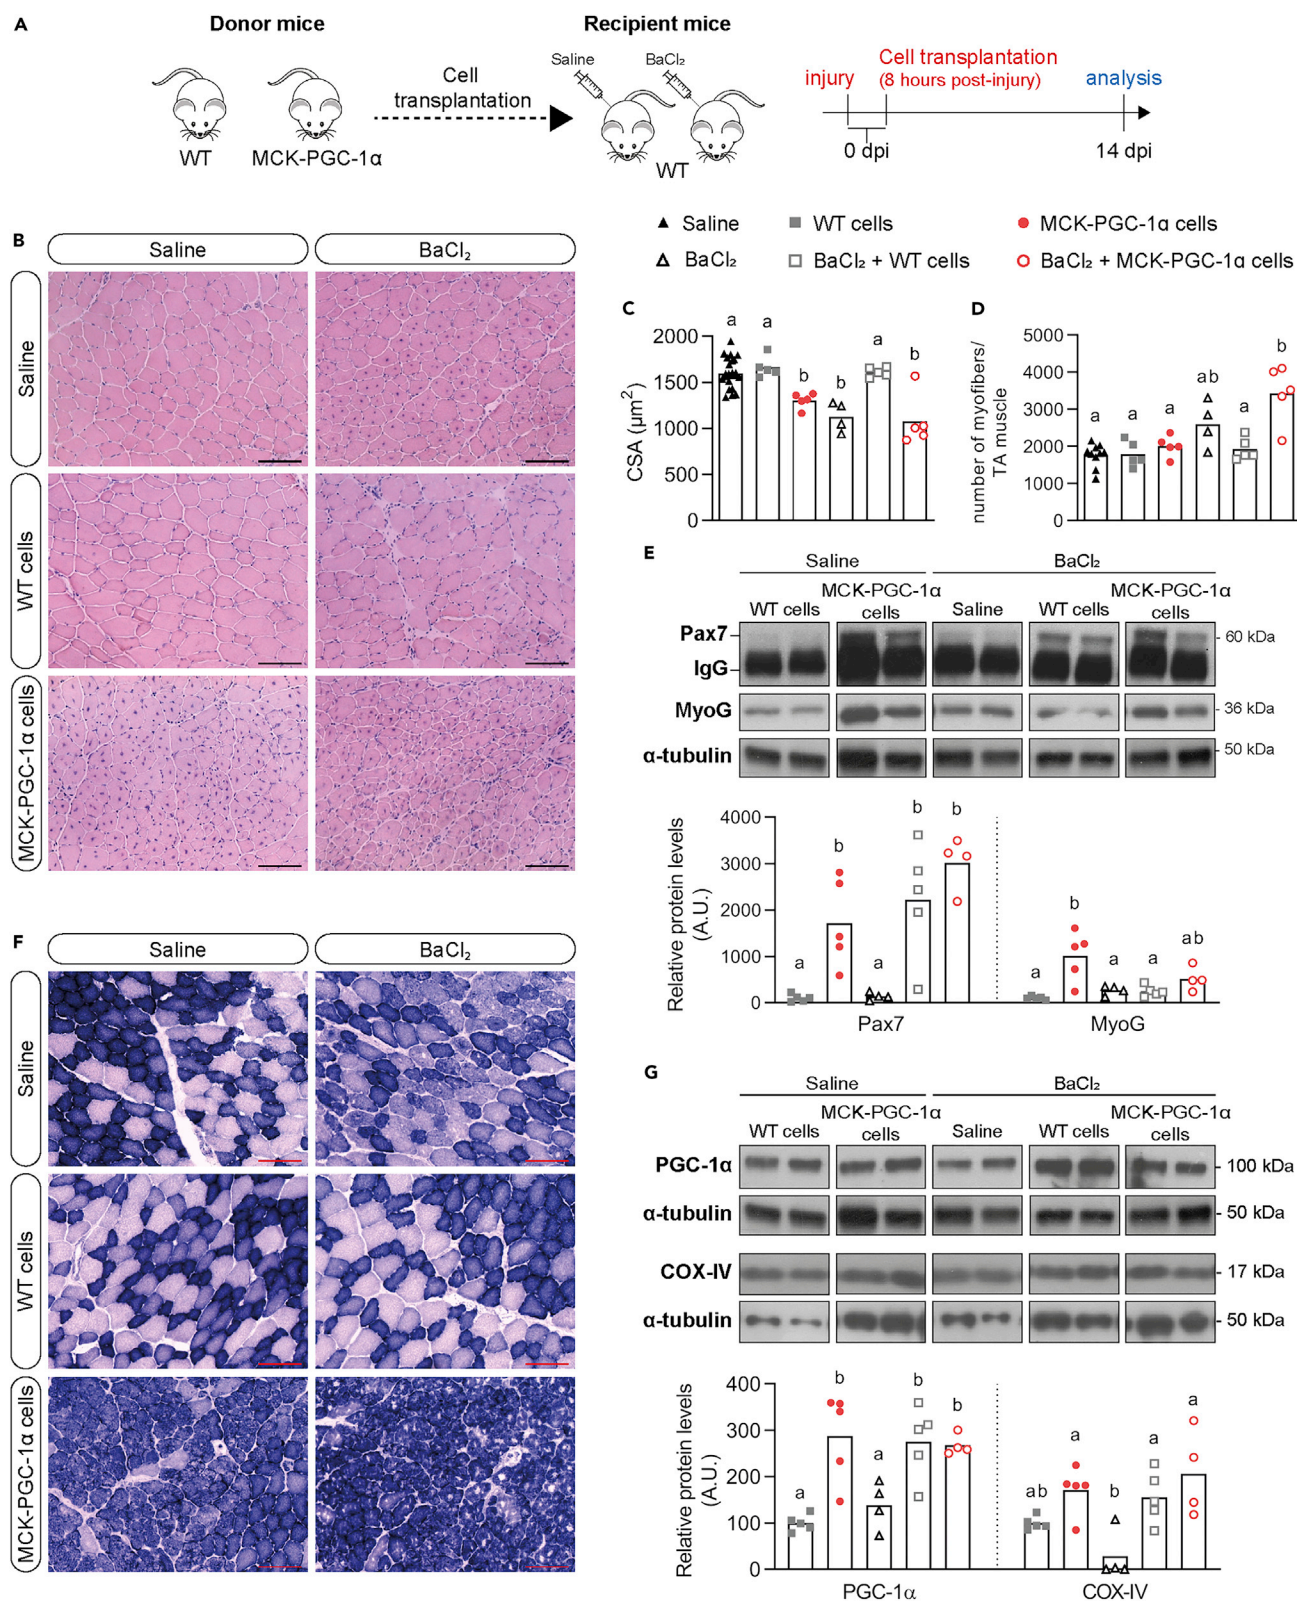 A
Donor mice
Recipient mice
Saline
BaCl₂
Cell
transplantation
WT
MCK-PGC-1α
WT
injury
Cell transplantation
(8 hours post-injury)
analysis
0 dpi
14 dpi
B
Saline
BaCl₂
Saline
WT cells
MCK-PGC-1α cells
Saline
WT cells
MCK-PGC-1α cells
BaCl₂
BaCl₂ + WT cells
BaCl₂ + MCK-PGC-1α cells
C
CSA (µm²)
2000
1500
1000
500
0
a
a
b
b
a
b
D
number of myofibers/
TA muscle
5000
4000
3000
2000
1000
0
a
a
a
ab
a
b
E
Saline
BaCl₂
WT cells
MCK-PGC-1α
cells
Saline
WT cells
MCK-PGC-1α
cells
Pax7
IgG
60 kDa
MyoG
36 kDa
α-tubulin
50 kDa
Relative protein levels
(A.U.)
4000
3000
2000
1000
0
a
b
a
b
b
a
b
a
a
ab
Pax7
MyoG
F
Saline
BaCl₂
Saline
WT cells
MCK-PGC-1α cells
G
Saline
BaCl₂
WT cells
MCK-PGC-1α
cells
Saline
WT cells
MCK-PGC-1α
cells
PGC-1α
100 kDa
α-tubulin
50 kDa
COX-IV
17 kDa
α-tubulin
50 kDa
Relative protein levels
(A.U.)
400
300
200
100
0
a
b
a
b
b
ab
a
b
a
a
PGC-1α
COX-IV